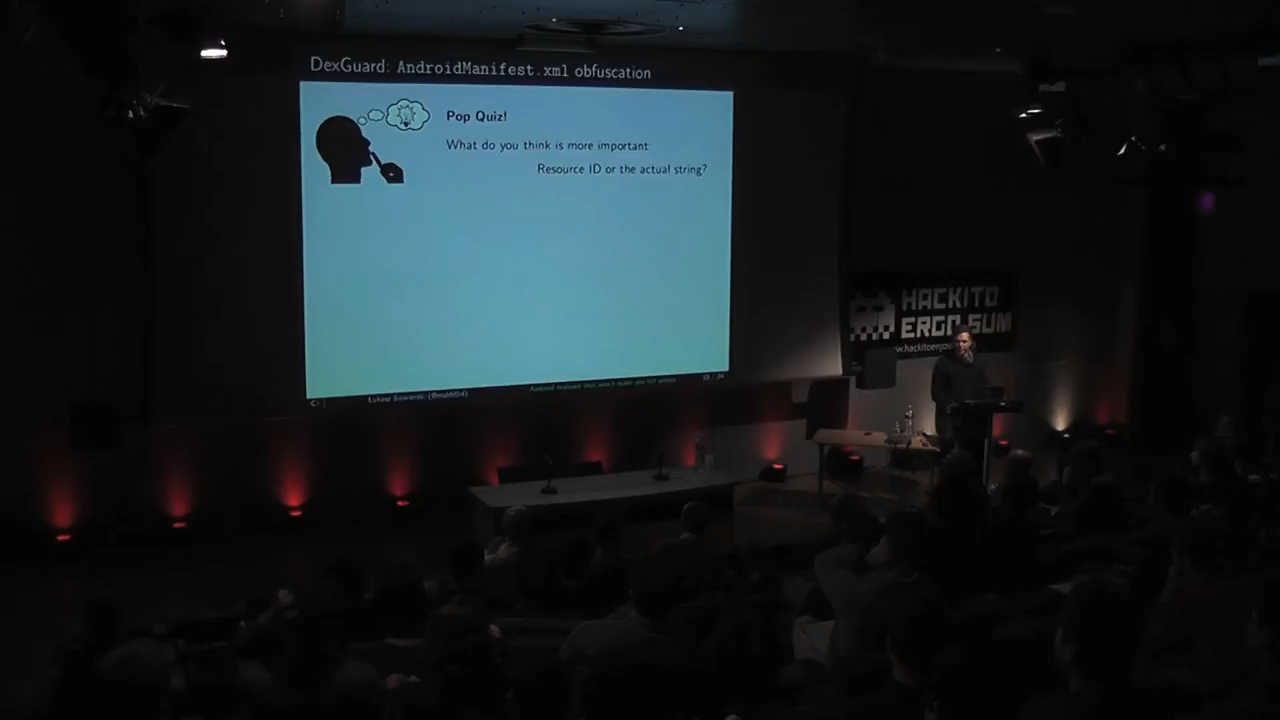 DexGuard: AndroidManifest.xml obfuscation
Pop Quiz!
What do you think is more important:
Resource ID or the actual string?
HACKITO
ERGO SUM